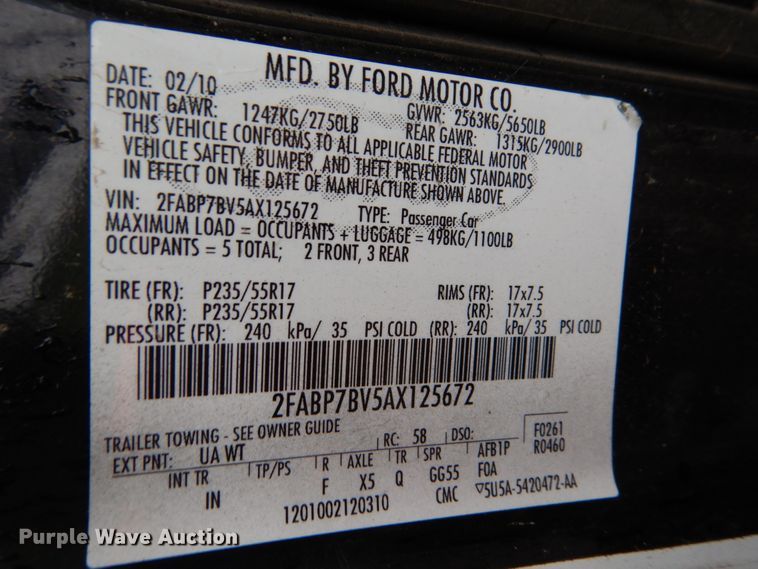 MFD. BY FORD MOTOR CO.
DATE: 02/10
GVWR: 2563KG/5650LB
FRONT GAWR: 1247KG/2750LB
REAR GAWR: 1315KG/2900LB
THIS VEHICLE CONFORMS TO ALL APPLICABLE FEDERAL MOTOR
VEHICLE SAFETY, BUMPER, AND THEFT PREVENTION STANDARDS
IN EFFECT ON THE DATE OF MANUFACTURE SHOWN ABOVE.
VIN: 2FABP7BV5AX125672 TYPE: Passenger Car
MAXIMUM LOAD = OCCUPANTS + LUGGAGE = 498KG/1100LB
OCCUPANTS = 5 TOTAL; 2 FRONT, 3 REAR
TIRE (FR): P235/55R17 RIMS (FR): 17x7.5
(RR): P235/55R17 (RR): 17x7.5
PRESSURE (FR): 240 kPa/ 35 PSI COLD (RR): 240 kPa/ 35 PSI COLD
2FABP7BV5AX125672
TRAILER TOWING - SEE OWNER GUIDE
RC: 58 DSO: F0261
EXT PNT: UA WT AFB1P R0460
INT TR TP/PS R AXLE TR SPR F0A
IN F X5 Q GG55
1201002120310 CMC 5U5A-5420472-AA
Purple Wave Auction